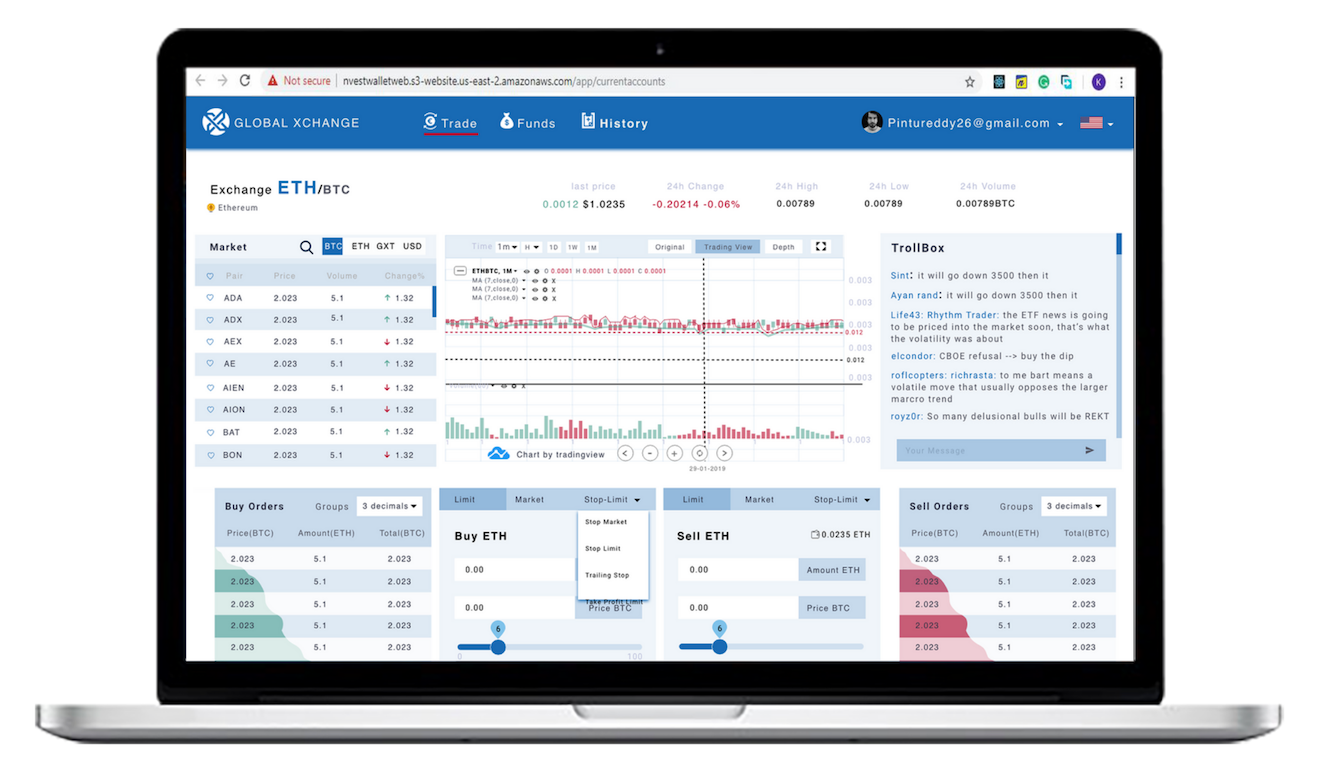 Not secure | nvestwalletweb.s3-website.us-east-2.amazonaws.com/app/currentaccounts
K
GLOBAL XCHANGE
Trade
Funds
History
Pintureddy26@gmail.com
Exchange ETH/BTC
Ethereum
last price
24h Change
24h High
24h Low
24h Volume
0.0012 $1.0235
-0.20214 -0.06%
0.00789
0.00789
0.00789BTC
Market
BTC ETH GXT USD
Pair Price Volume Change%
ADA 2.023 5.1 ↑ 1.32
ADX 2.023 5.1 ↑ 1.32
AEX 2.023 5.1 ↓ 1.32
AE 2.023 5.1 ↑ 1.32
AIEN 2.023 5.1 ↓ 1.32
AION 2.023 5.1 ↓ 1.32
BAT 2.023 5.1 ↑ 1.32
BON 2.023 5.1 ↓ 1.32
Time 1m H 1D 1W 1M
Original Trading View Depth
ETHBTC, 1M O 0.0001 H 0.0001 L 0.0001 C 0.0001
MA (7,close,0) X
MA (7,close,0) X
MA (7,close,0) X
0.003
0.003
0.003
0.012
0.003
0.012
0.003
0.003
Chart by tradingview
29-01-2019
TrollBox
Sint: it will go down 3500 then it
Ayan rand: it will go down 3500 then it
Life43: Rhythm Trader: the ETF news is going
to be priced into the market soon, that's what
the volatility was about
elcondor: CBOE refusal --> buy the dip
roflcopters: richrasta: to me bart means a
volatile move that usually opposes the larger
marcro trend
royz0r: So many delusional bulls will be REKT
Your Message
Buy Orders Groups 3 decimals
Price(BTC) Amount(ETH) Total(BTC)
2.023 5.1 2.023
2.023 5.1 2.023
2.023 5.1 2.023
2.023 5.1 2.023
2.023 5.1 2.023
Limit Market Stop-Limit
Buy ETH
Stop Market
Stop Limit
Trailing Stop
Take Profit Limit
0.00
0.00 Price BTC
6
0 100
Limit Market Stop-Limit
Sell ETH 0.0235 ETH
0.00 Amount ETH
0.00 Price BTC
6
Sell Orders Groups 3 decimals
Price(BTC) Amount(ETH) Total(BTC)
2.023 5.1 2.023
2.023 5.1 2.023
2.023 5.1 2.023
2.023 5.1 2.023
2.023 5.1 2.023